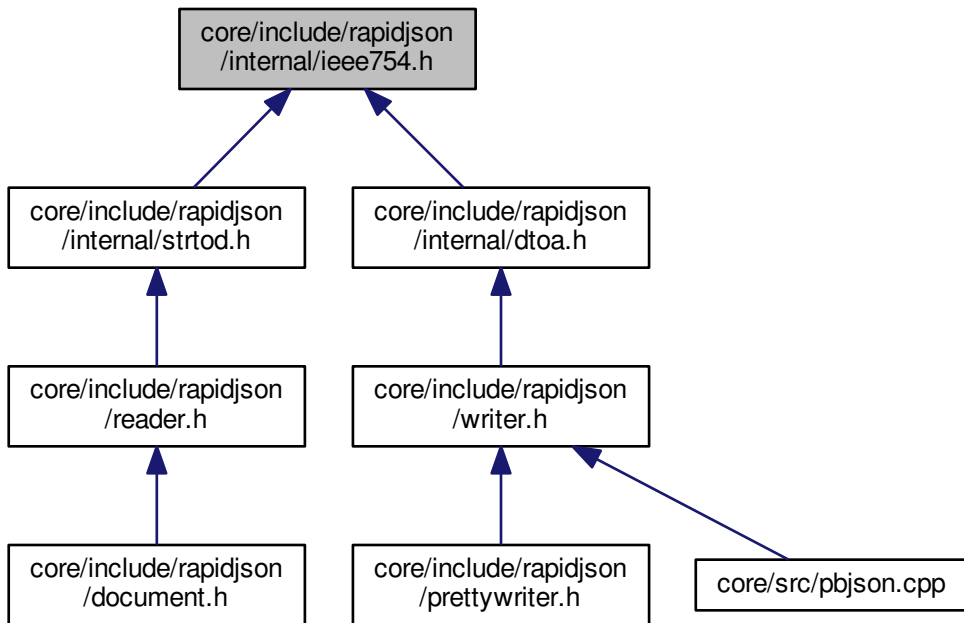 core/include/rapidjson
/internal/ieee754.h
core/include/rapidjson
/internal/strtod.h
core/include/rapidjson
/internal/dtoa.h
core/include/rapidjson
/reader.h
core/include/rapidjson
/writer.h
core/include/rapidjson
/document.h
core/include/rapidjson
/prettywriter.h
core/src/pbjson.cpp